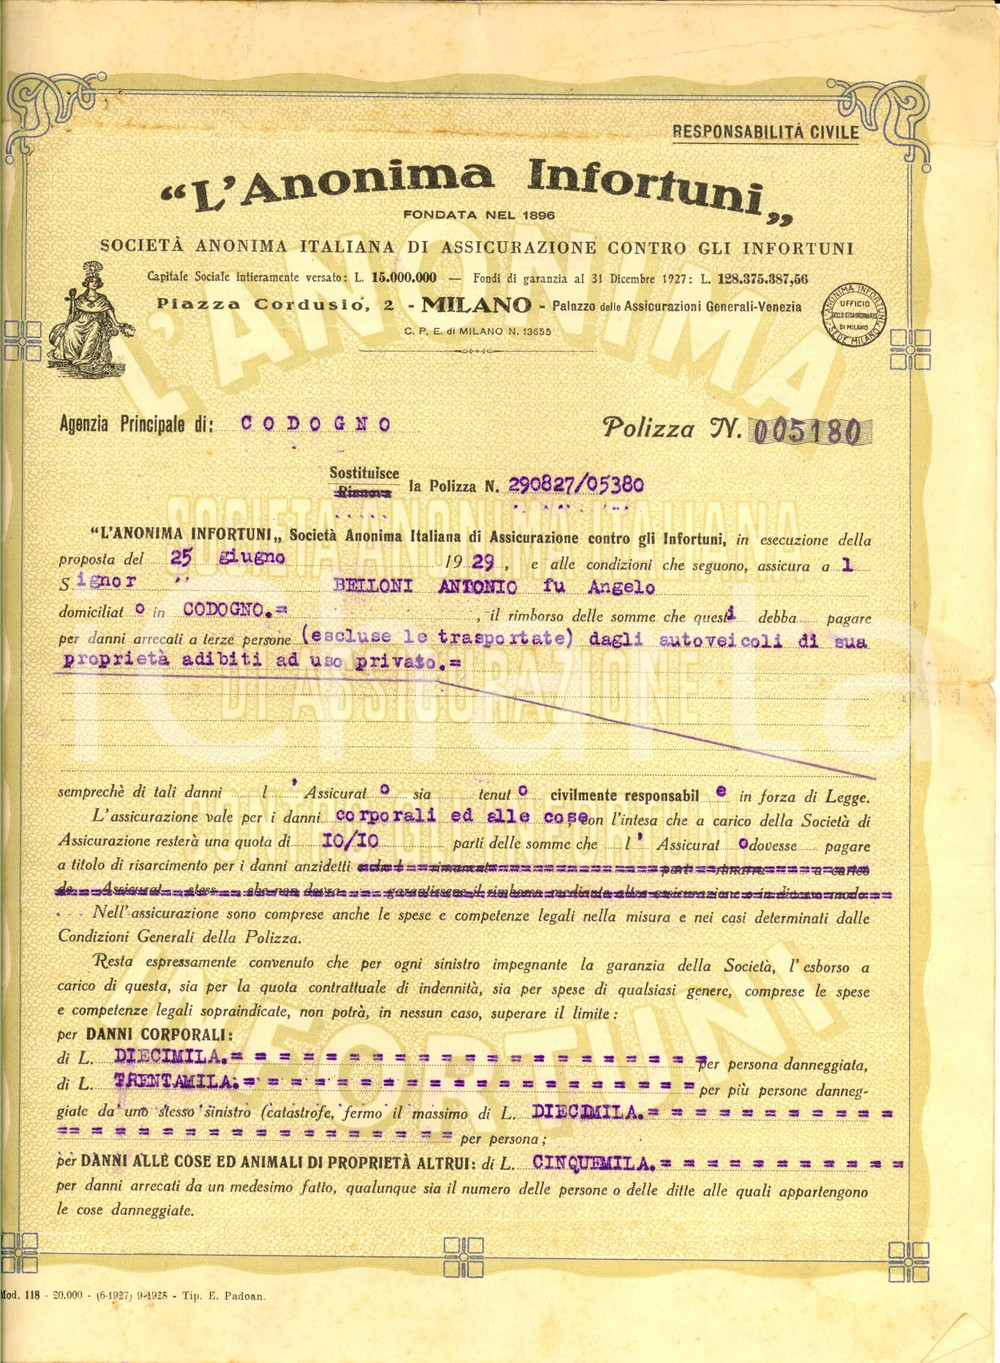 RESPONSABILITÀ CIVILE
“L'Anonima Infortuni„
FONDATA NEL 1896
SOCIETÀ ANONIMA ITALIANA DI ASSICURAZIONE CONTRO GLI INFORTUNI
Capitale Sociale intieramente versato: L. 15.000.000 — Fondi di garanzia al 31 Dicembre 1927: L. 128.375.387,56
Piazza Cordusio, 2 - MILANO - Palazzo delle Assicurazioni Generali-Venezia
C. P. E. di MILANO N. 13655
L'ANONIMA INFORTUNI
UFFICIO
DELLO STRAORDINARIO
DI MILANO
SEDE MILANO
Agenzia Principale di: CODOGNO Polizza N. 005180
Sostituisce
Rinnova la Polizza N. 290827/05380
“L'ANONIMA INFORTUNI„ Società Anonima Italiana di Assicurazione contro gli Infortuni, in esecuzione della
proposta del 25 giugno 1929, e alle condizioni che seguono, assicura a l
Signor " BELLONI ANTONIO fu Angelo
domiciliato in CODOGNO.= , il rimborso delle somme che questi debba pagare
per danni arrecati a terze persone (escluse le trasportate) dagli autoveicoli di sua
proprietà adibiti ad uso privato.=
sempreché di tali danni l'Assicurato sia tenuto civilmente responsabile in forza di Legge.
L'assicurazione vale per i danni corporali ed alle cose, con l'intesa che a carico della Società di
Assicurazione resterà una quota di IO/IO parti delle somme che l'Assicurato dovesse pagare
a titolo di risarcimento per i danni anzidetti
Nell'assicurazione sono comprese anche le spese e competenze legali nella misura e nei casi determinati dalle
Condizioni Generali della Polizza.
Resta espressamente convenuto che per ogni sinistro impegnante la garanzia della Società, l'esborso a
carico di questa, sia per la quota contrattuale di indennità, sia per spese di qualsiasi genere, comprese le spese
e competenze legali sopraindicate, non potrà, in nessun caso, superare il limite:
per DANNI CORPORALI:
di L. DIECIMILA.= = = = = = = = = = = = = = = = = = = = = per persona danneggiata,
di L. TRENTAMILA.= = = = = = = = = = = = = = = = = = = = per più persone danneg-
giate da uno stesso sinistro (catastrofe, fermo il massimo di L. DIECIMILA.= = = = = = = = = = =
= = = = = = = = = = = = = = = = = per persona;
per DANNI ALLE COSE ED ANIMALI DI PROPRIETÀ ALTRUI: di L. CINQUEMILA.= = = = = = = = = = =
per danni arrecati da un medesimo fatto, qualunque sia il numero delle persone o delle ditte alle quali appartengono
le cose danneggiate.
Mod. 118 - 20.000 - (6-1927) 9-1928 - Tip. E. Padoan.